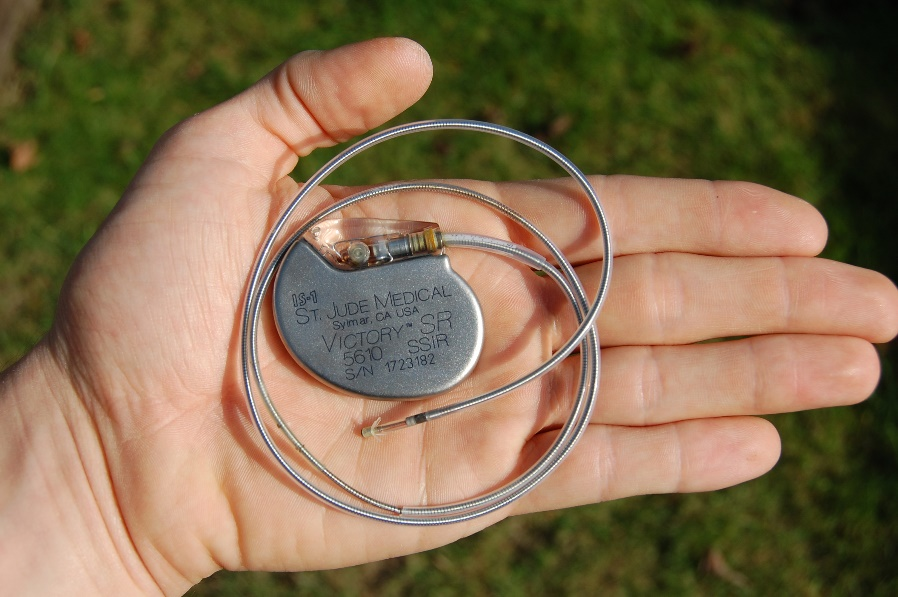 IS-1
ST. JUDE MEDICAL
Sylmar, CA USA
VICTORY™ SR
5610 SSIR
S/N 1723182